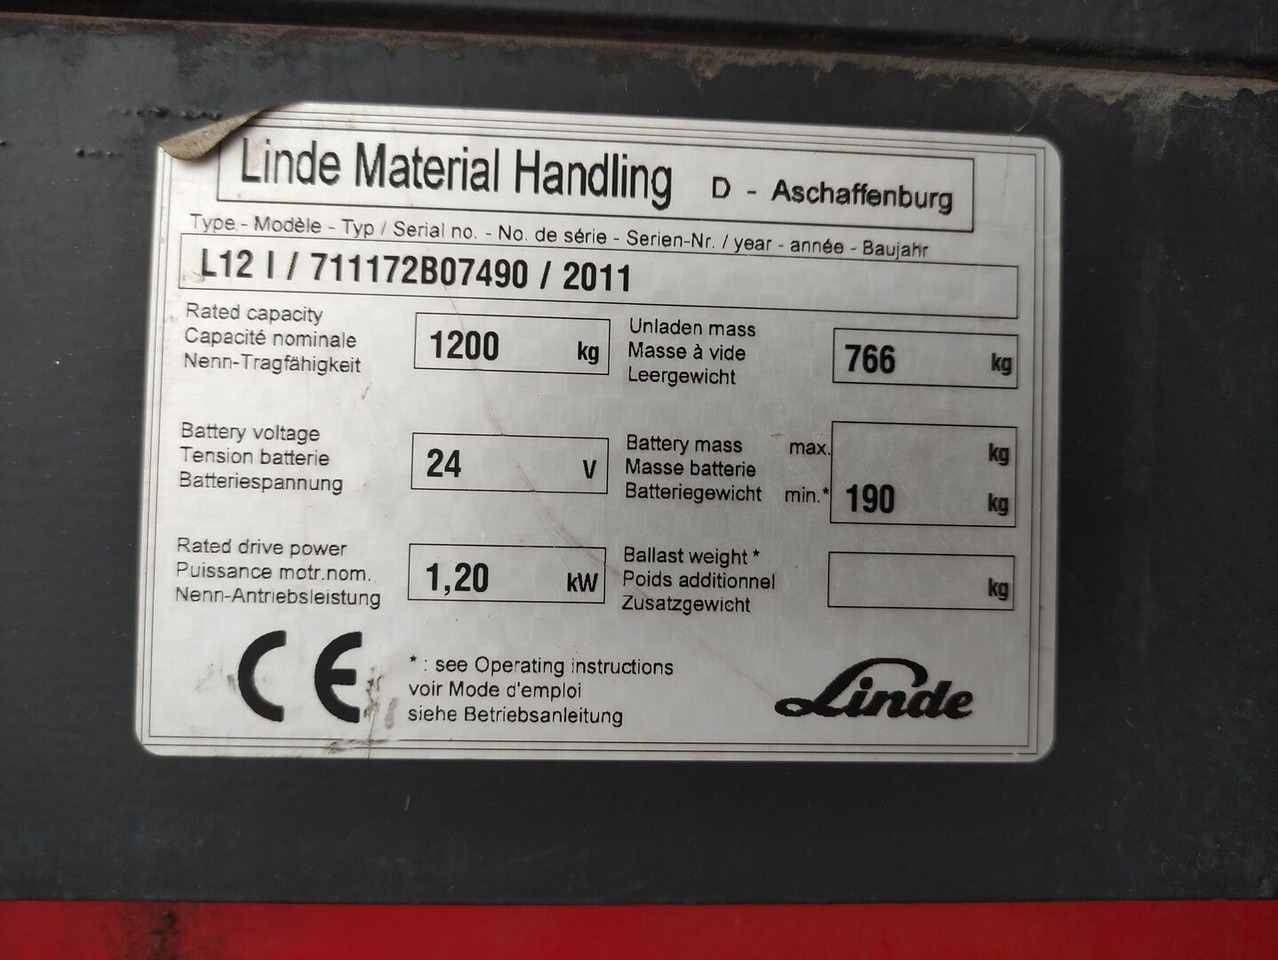 Linde Material Handling D - Aschaffenburg
Type - Modèle - Typ / Serial no. - No. de série - Serien-Nr. / year - année - Baujahr
L12 I / 711172B07490 / 2011
Rated capacity
Capacité nominale
Nenn-Tragfähigkeit
1200 kg
Unladen mass
Masse à vide
Leergewicht
766 kg
Battery voltage
Tension batterie
Batteriespannung
24 V
Battery mass max. kg
Masse batterie
Batteriegewicht min.* 190 kg
Rated drive power
Puissance motr.nom.
Nenn-Antriebsleistung
1,20 kW
Ballast weight *
Poids additionnel
Zusatzgewicht
kg
CE
* : see Operating instructions
voir Mode d'emploi
siehe Betriebsanleitung
Linde